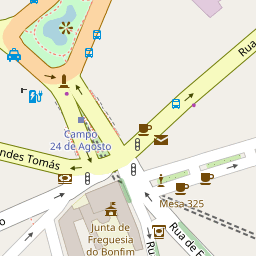 Rua
Campo
24 de Agosto
ndes Tomás
Mesa 325
Junta de
Freguesia
do Bonfim
Rua de F
o